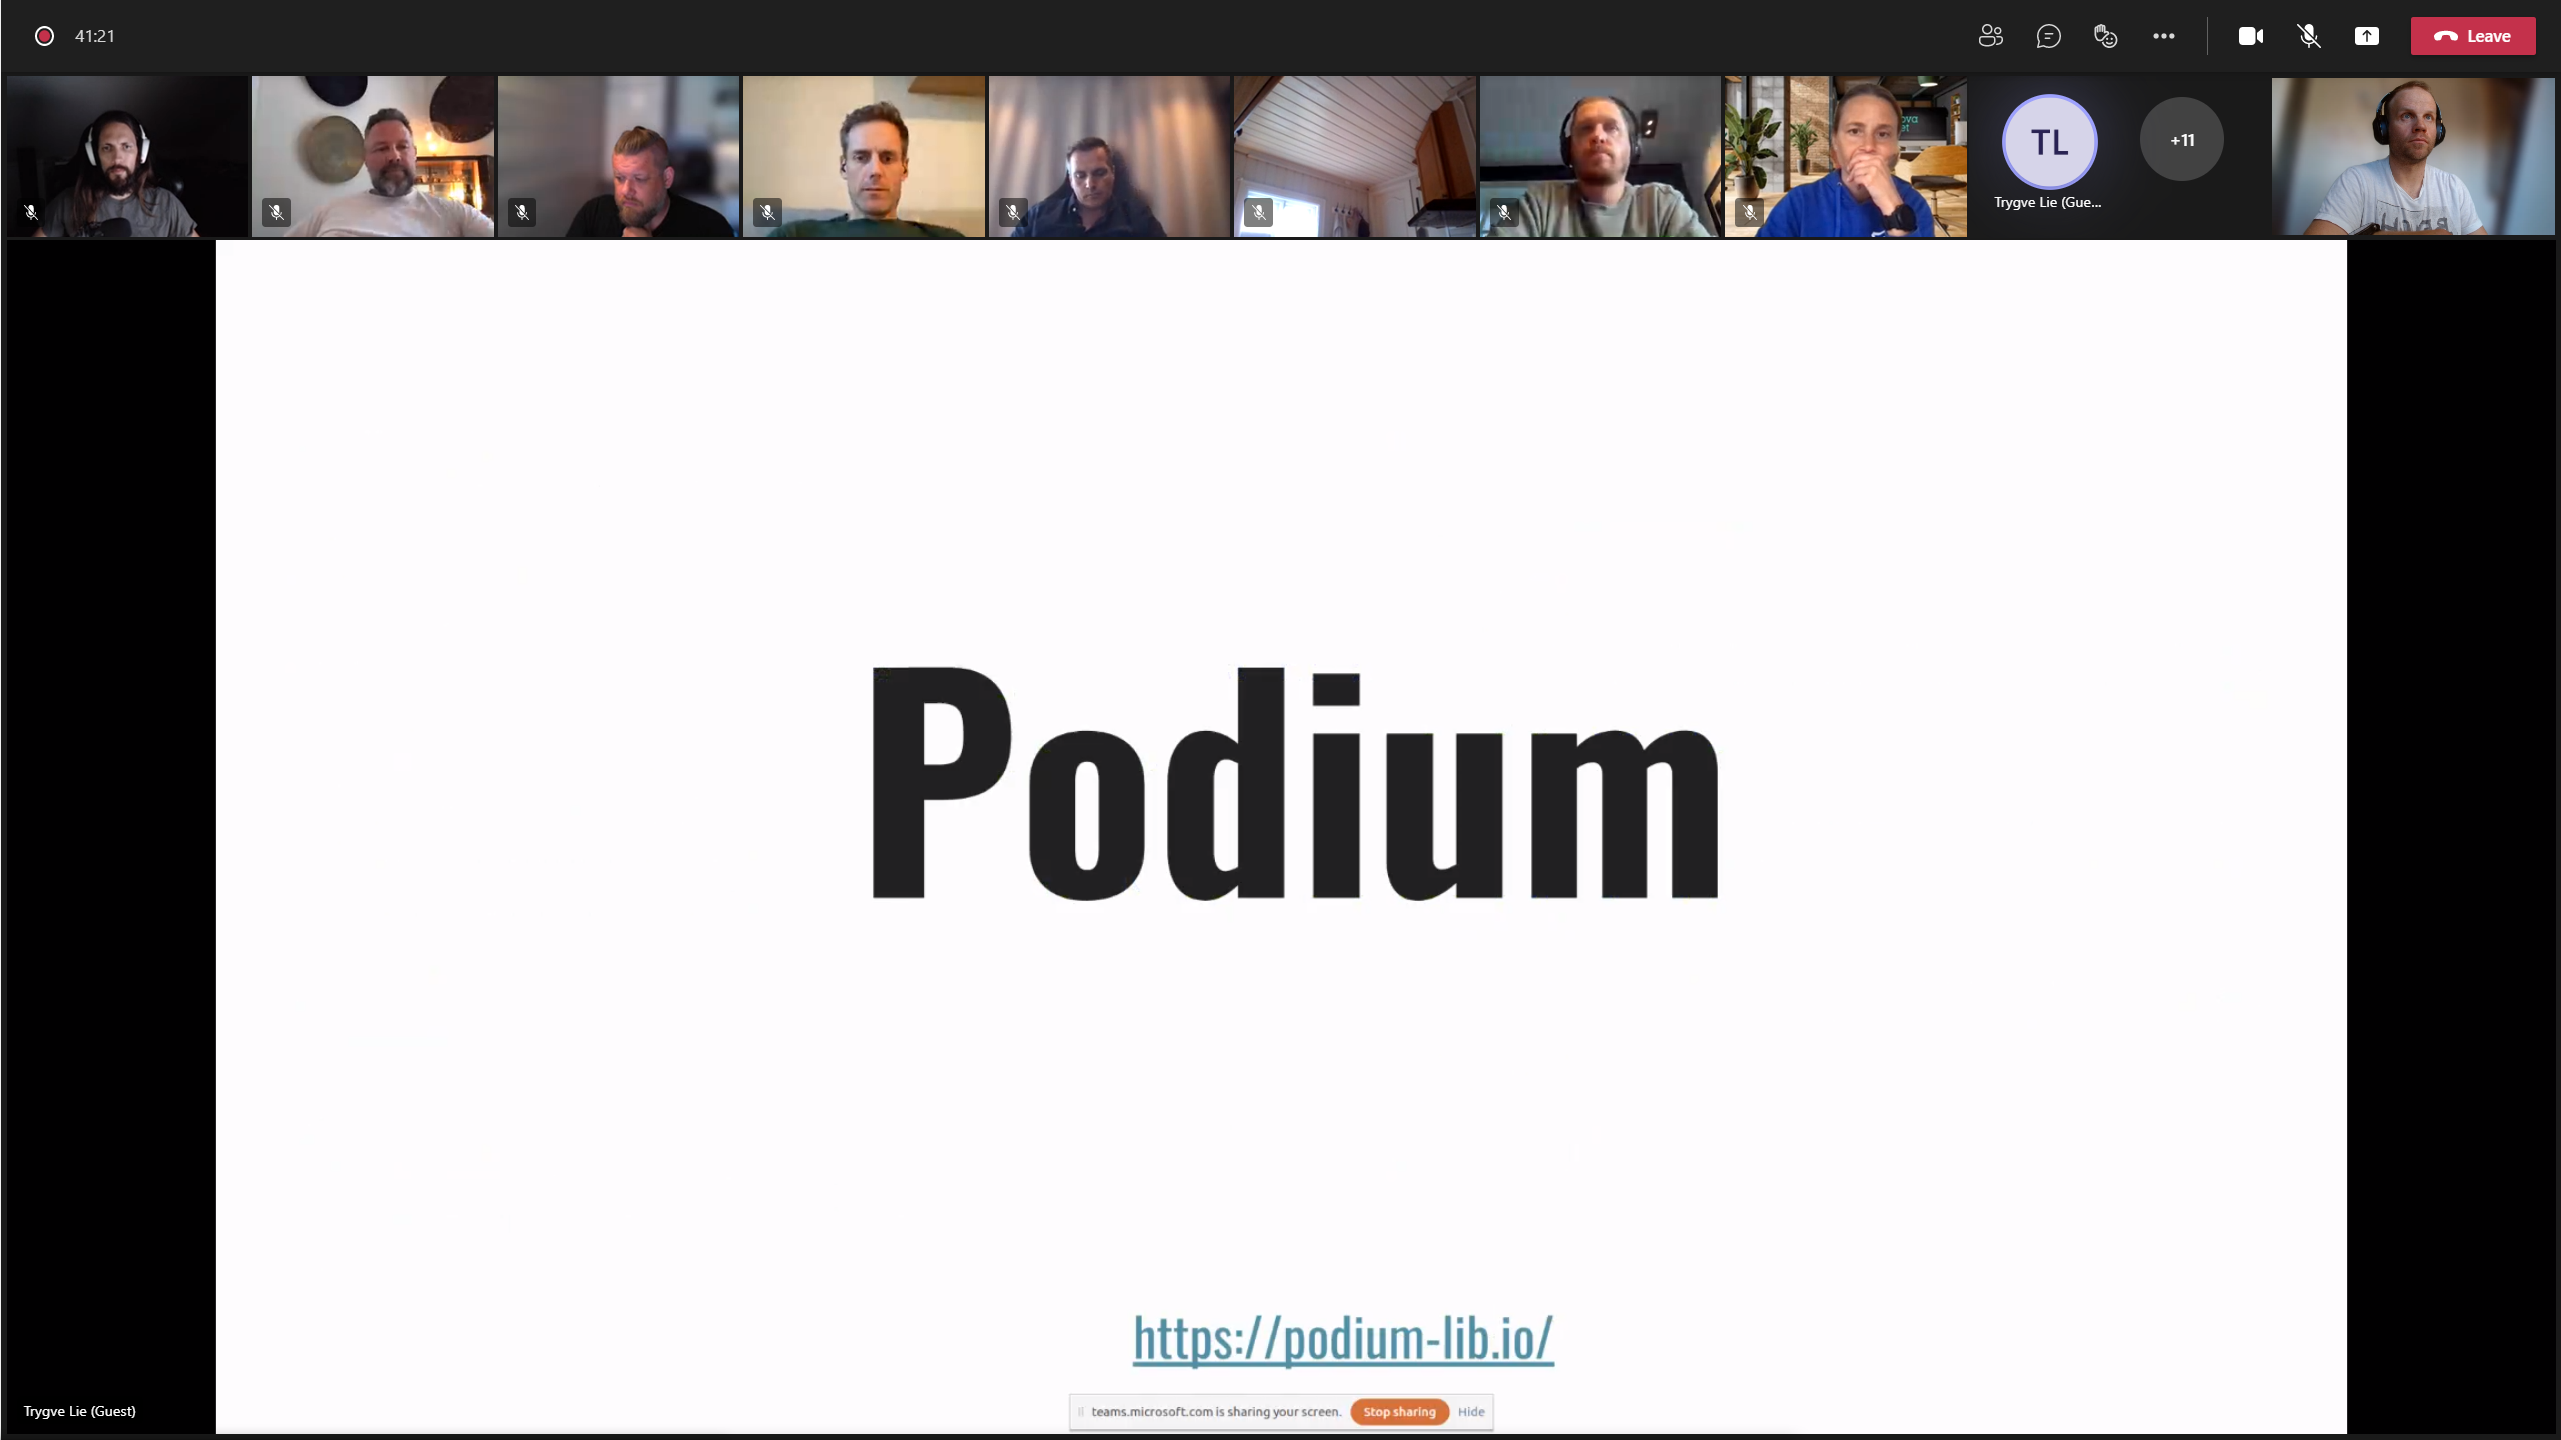 41:21
Leave
TL
+11
Trygve Lie (Gue...
Podium
https://podium-lib.io/
Trygve Lie (Guest)
teams.microsoft.com is sharing your screen.
Stop sharing
Hide